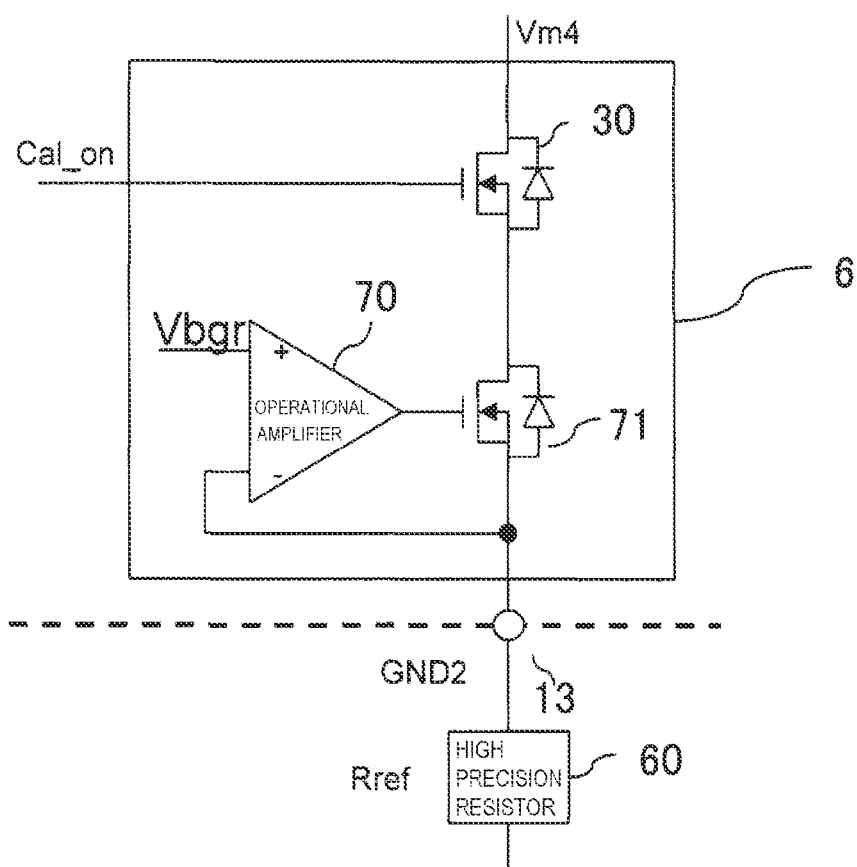 Vm4
30
Cal_on
6
70
Vbgr
+
OPERATIONAL
AMPLIFIER
-
71
GND2
13
Rref
HIGH
PRECISION
RESISTOR
60